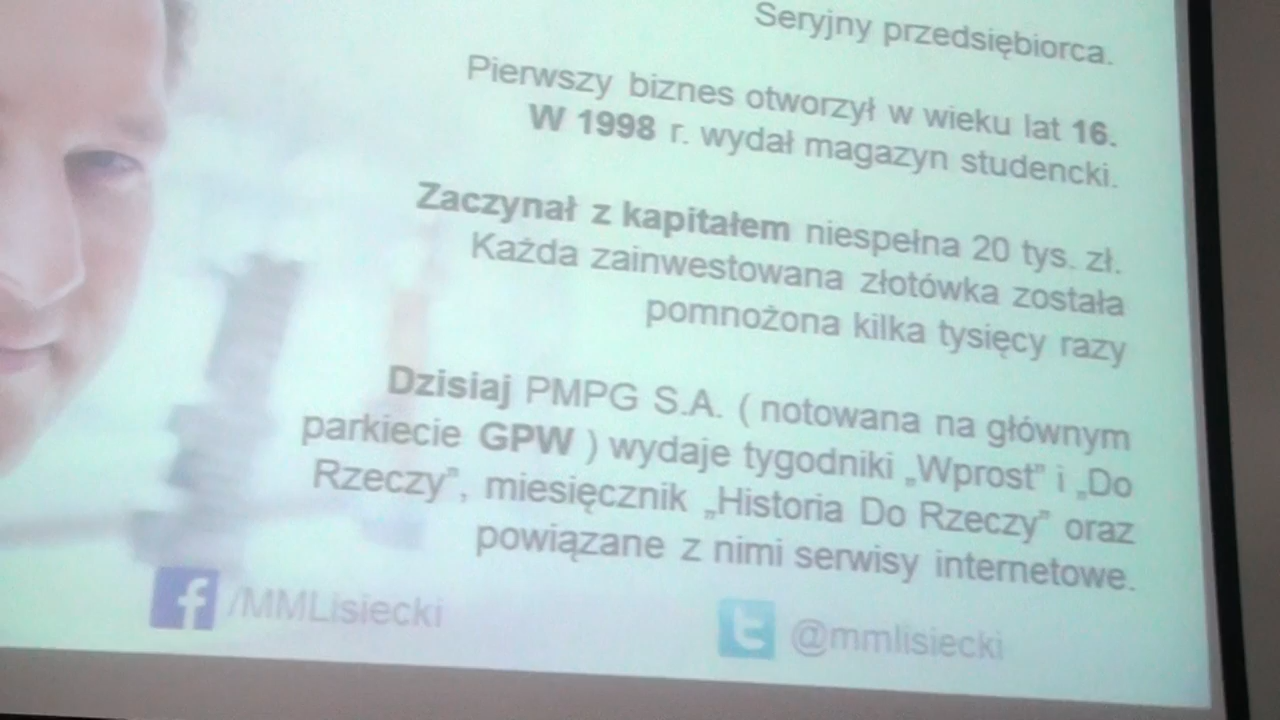 Seryjny przedsiębiorca.
Pierwszy biznes otworzył w wieku lat 16.
W 1998 r. wydał magazyn studencki.
Zaczynał z kapitałem niespełna 20 tys. zł.
Każda zainwestowana złotówka została
pomnożona kilka tysięcy razy
Dzisiaj PMPG S.A. ( notowana na głównym
parkiecie GPW ) wydaje tygodniki „Wprost” i „Do
Rzeczy”, miesięcznik „Historia Do Rzeczy” oraz
powiązane z nimi serwisy internetowe.
f /MMLisiecki
t @mmlisiecki